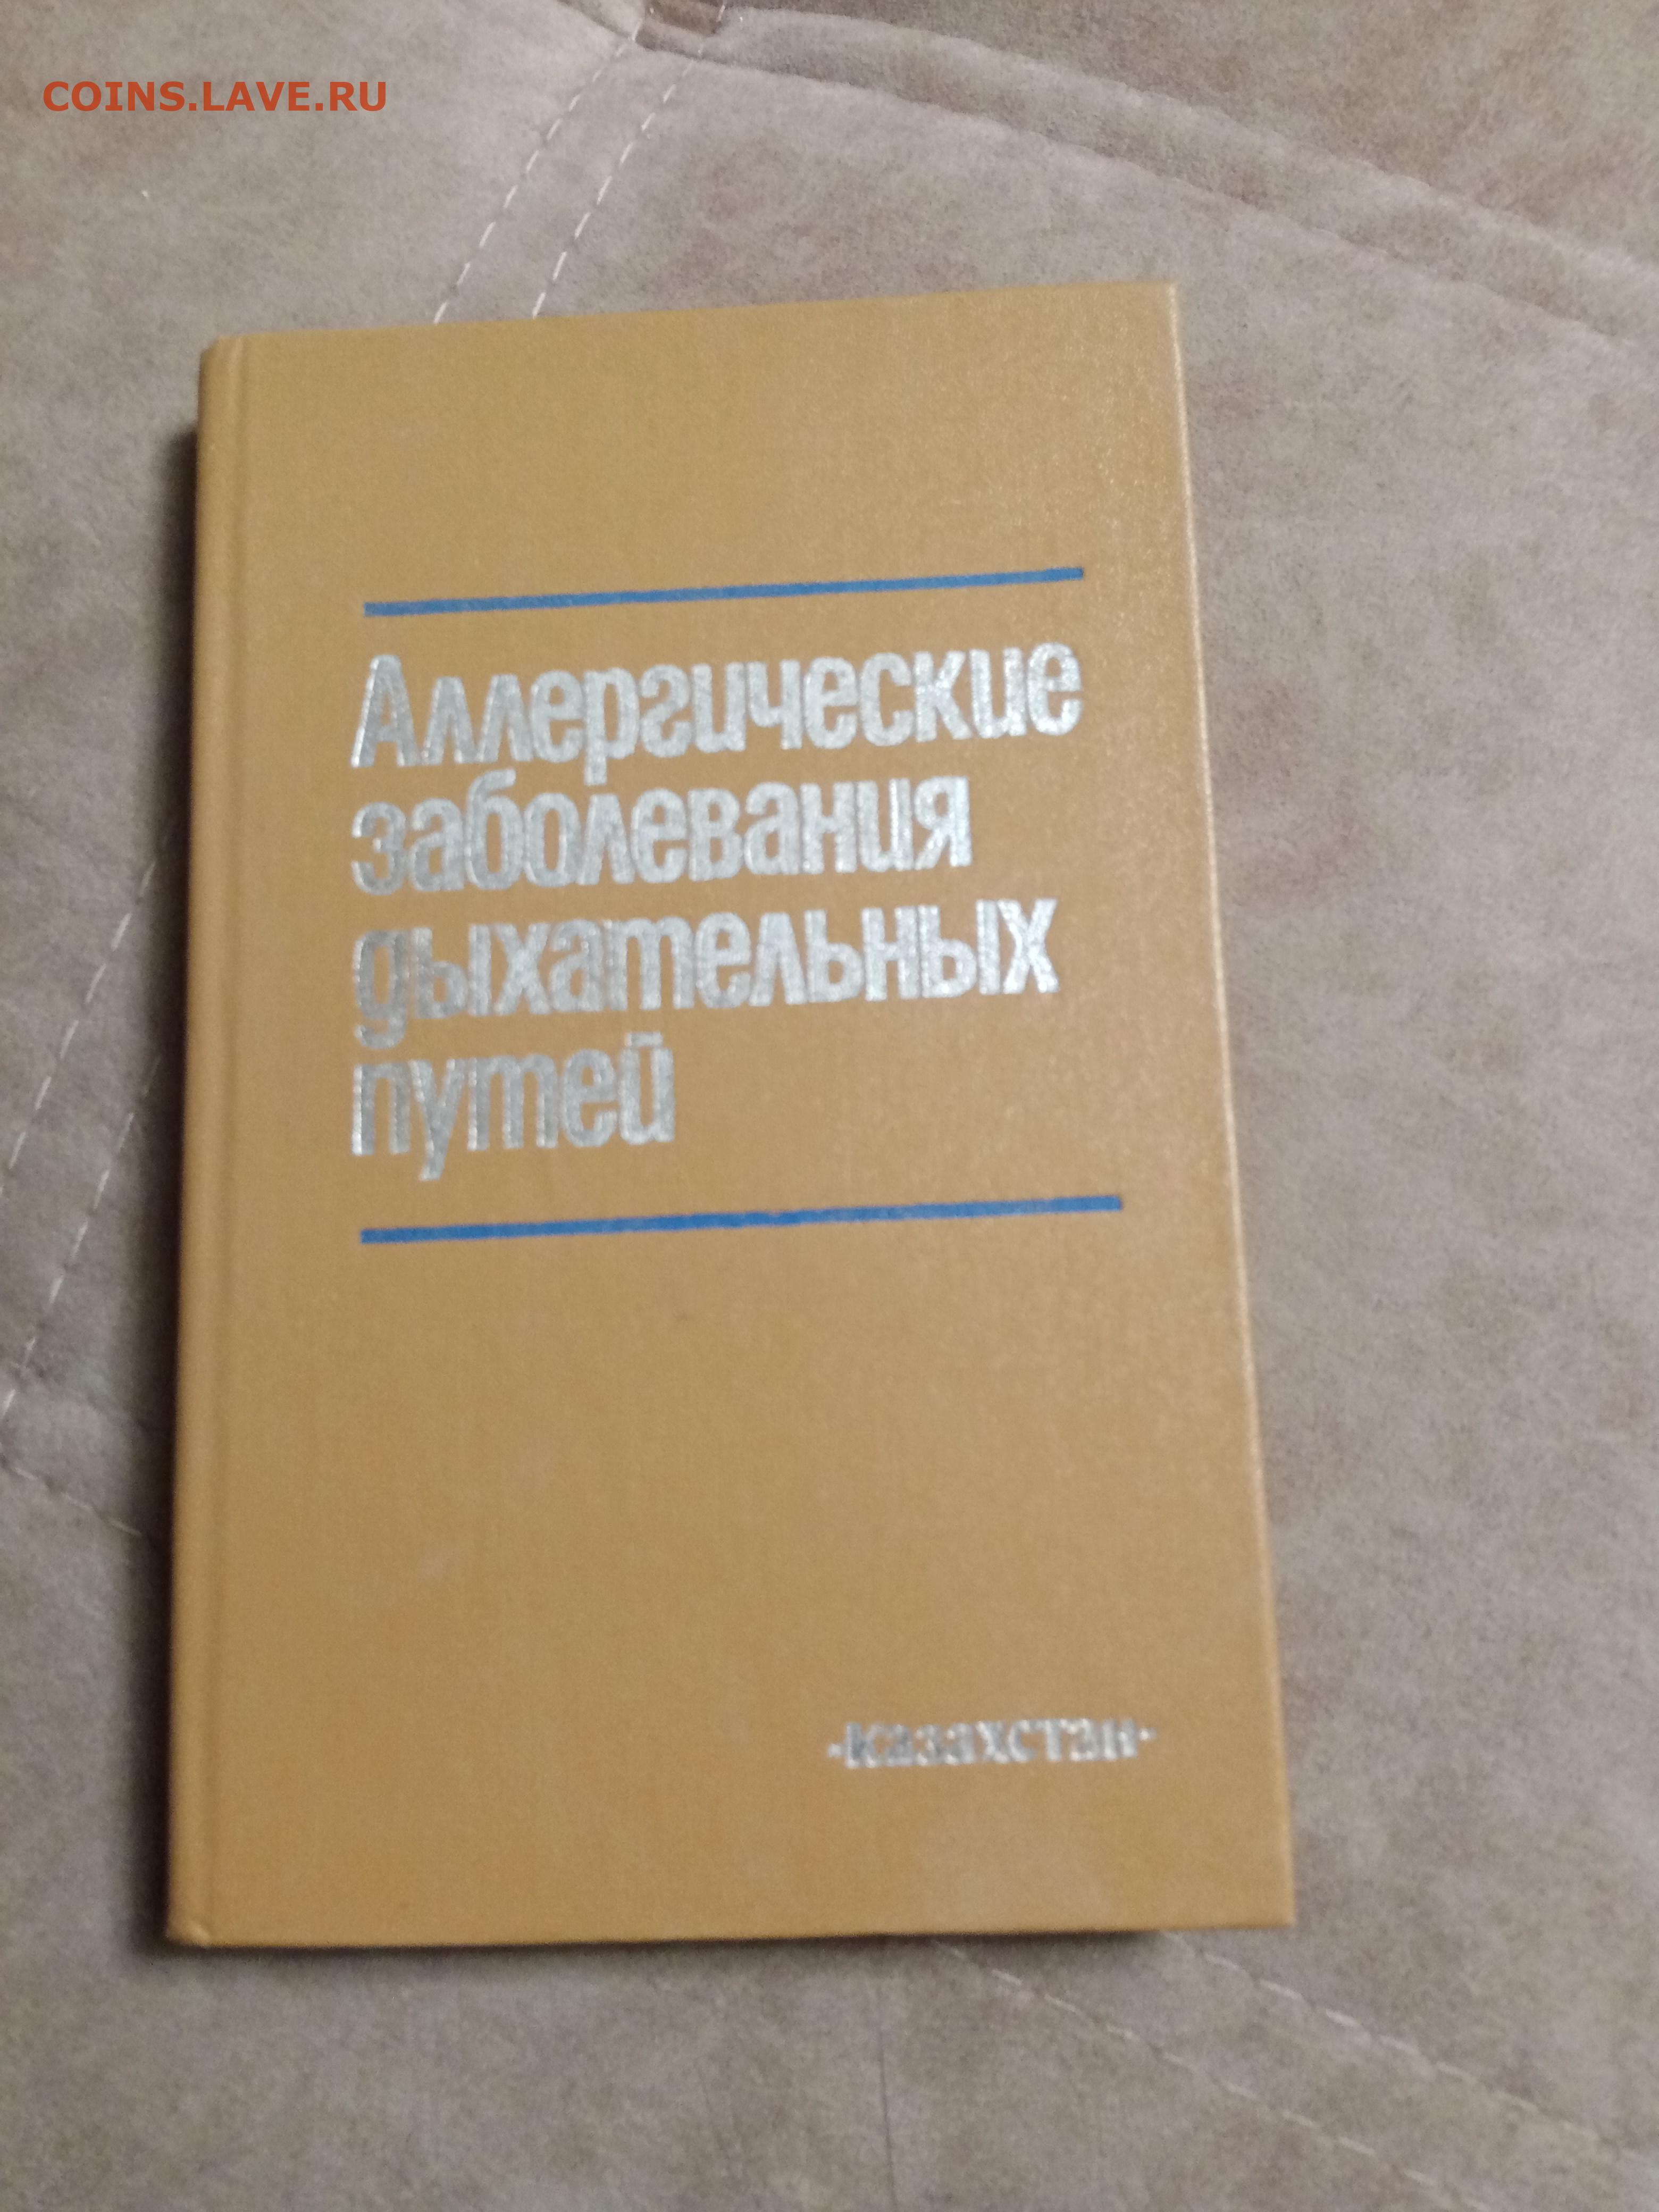 COINS.LAVE.RU
Аллергические
заболевания
дыхательных
путей
·казахстан·